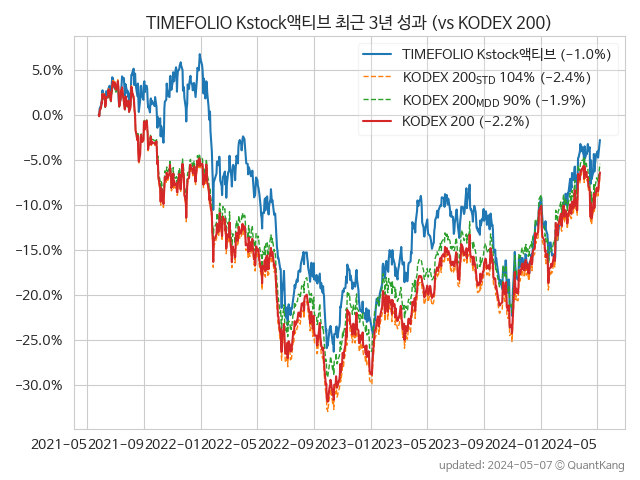 TIMEFOLIO Kstock액티브 최근 3년 성과 (vs KODEX 200)
TIMEFOLIO Kstock액티브 (−1.0%)
KODEX 200STD 104% (−2.4%)
KODEX 200MDD 90% (−1.9%)
KODEX 200 (−2.2%)
5.0%
0.0%
−5.0%
−10.0%
−15.0%
−20.0%
−25.0%
−30.0%
2021-05 2021-09 2022-01 2022-05 2022-09 2023-01 2023-05 2023-09 2024-01 2024-05
updated: 2024-05-07 © QuantKang